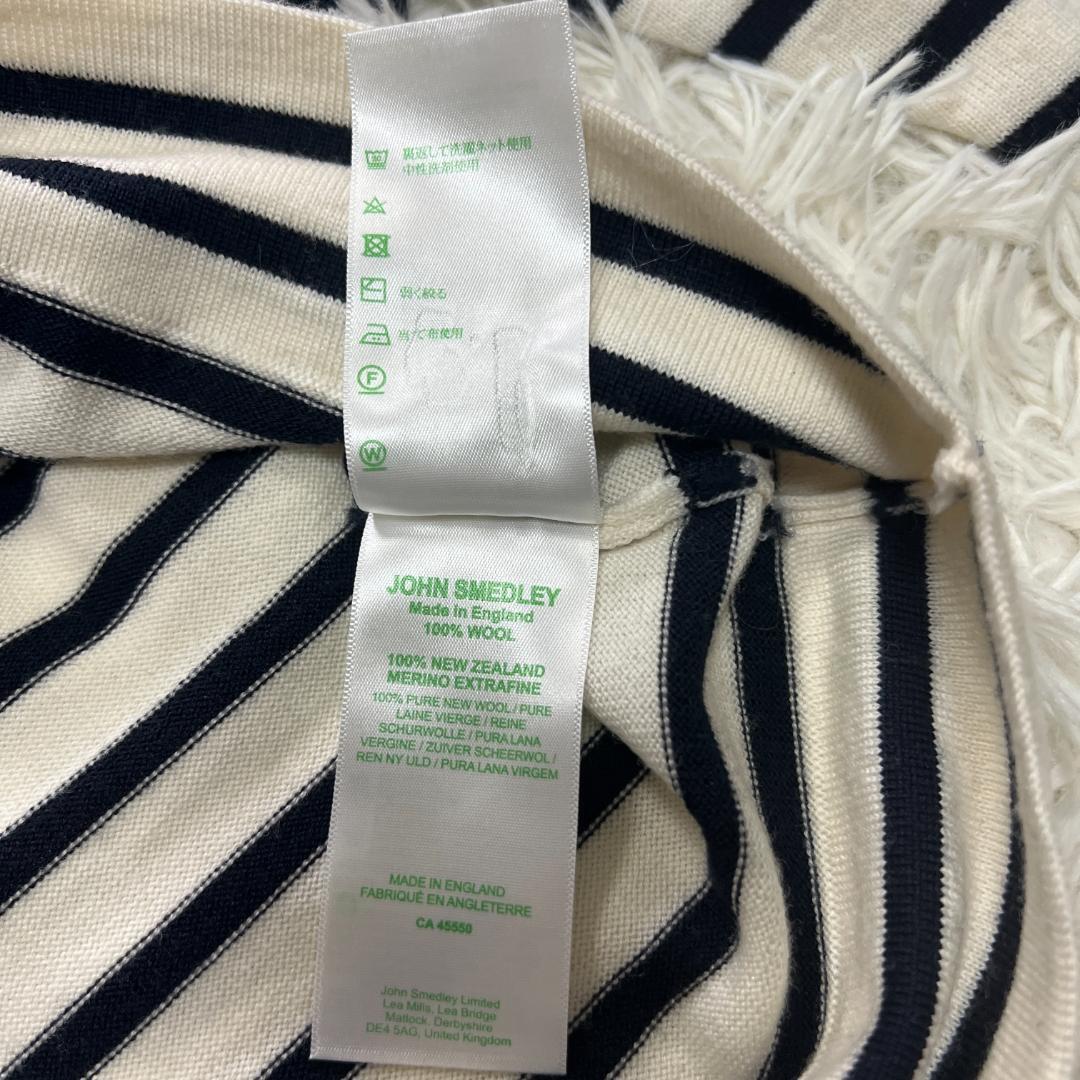 裏返して洗濯ネット使用
中性洗剤使用
弱く絞る
当て布使用
F
W
JOHN SMEDLEY
Made in England
100% WOOL
100% NEW ZEALAND
MERINO EXTRAFINE
100% PURE NEW WOOL / PURE
LAINE VIERGE / REINE
SCHURWOLLE / PURA LANA
VERGINE / ZUIVER SCHEERWOL /
REN NY ULD / PURA LANA VIRGEM
MADE IN ENGLAND
FABRIQUÉ EN ANGLETERRE
CA 45550
John Smedley Limited
Lea Mills, Lea Bridge
Matlock, Derbyshire
DE4 5AG, United Kingdom